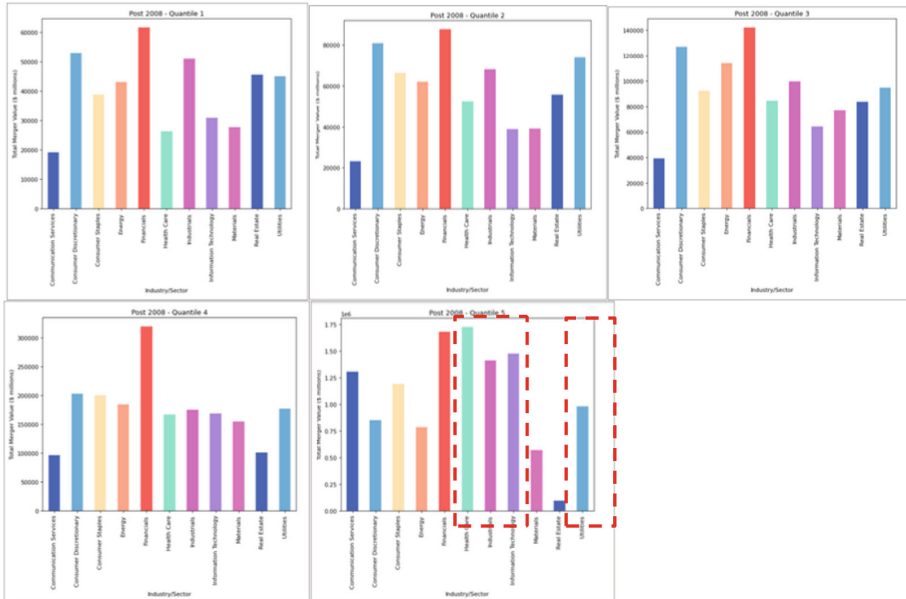 Post 2008 - Quantile 1
Total Merger Value ($ millions)
60000
50000
40000
30000
20000
10000
0
Communication Services
Consumer Discretionary
Consumer Staples
Energy
Financials
Health Care
Industrials
Information Technology
Materials
Real Estate
Utilities
Industry/Sector
Post 2008 - Quantile 2
Total Merger Value ($ millions)
80000
60000
40000
20000
0
Communication Services
Consumer Discretionary
Consumer Staples
Energy
Financials
Health Care
Industrials
Information Technology
Materials
Real Estate
Utilities
Industry/Sector
Post 2008 - Quantile 3
Total Merger Value ($ millions)
140000
120000
100000
80000
60000
40000
20000
0
Communication Services
Consumer Discretionary
Consumer Staples
Energy
Financials
Health Care
Industrials
Information Technology
Materials
Real Estate
Utilities
Industry/Sector
Post 2008 - Quantile 4
Total Merger Value ($ millions)
300000
250000
200000
150000
100000
50000
0
Communication Services
Consumer Discretionary
Consumer Staples
Energy
Financials
Health Care
Industrials
Information Technology
Materials
Real Estate
Utilities
Industry/Sector
Post 2008 - Quantile 5
1e6
Total Merger Value ($ millions)
1.75
1.50
1.25
1.00
0.75
0.50
0.25
0.00
Communication Services
Consumer Discretionary
Consumer Staples
Energy
Financials
Health Care
Industrials
Information Technology
Materials
Real Estate
Utilities
Industry/Sector